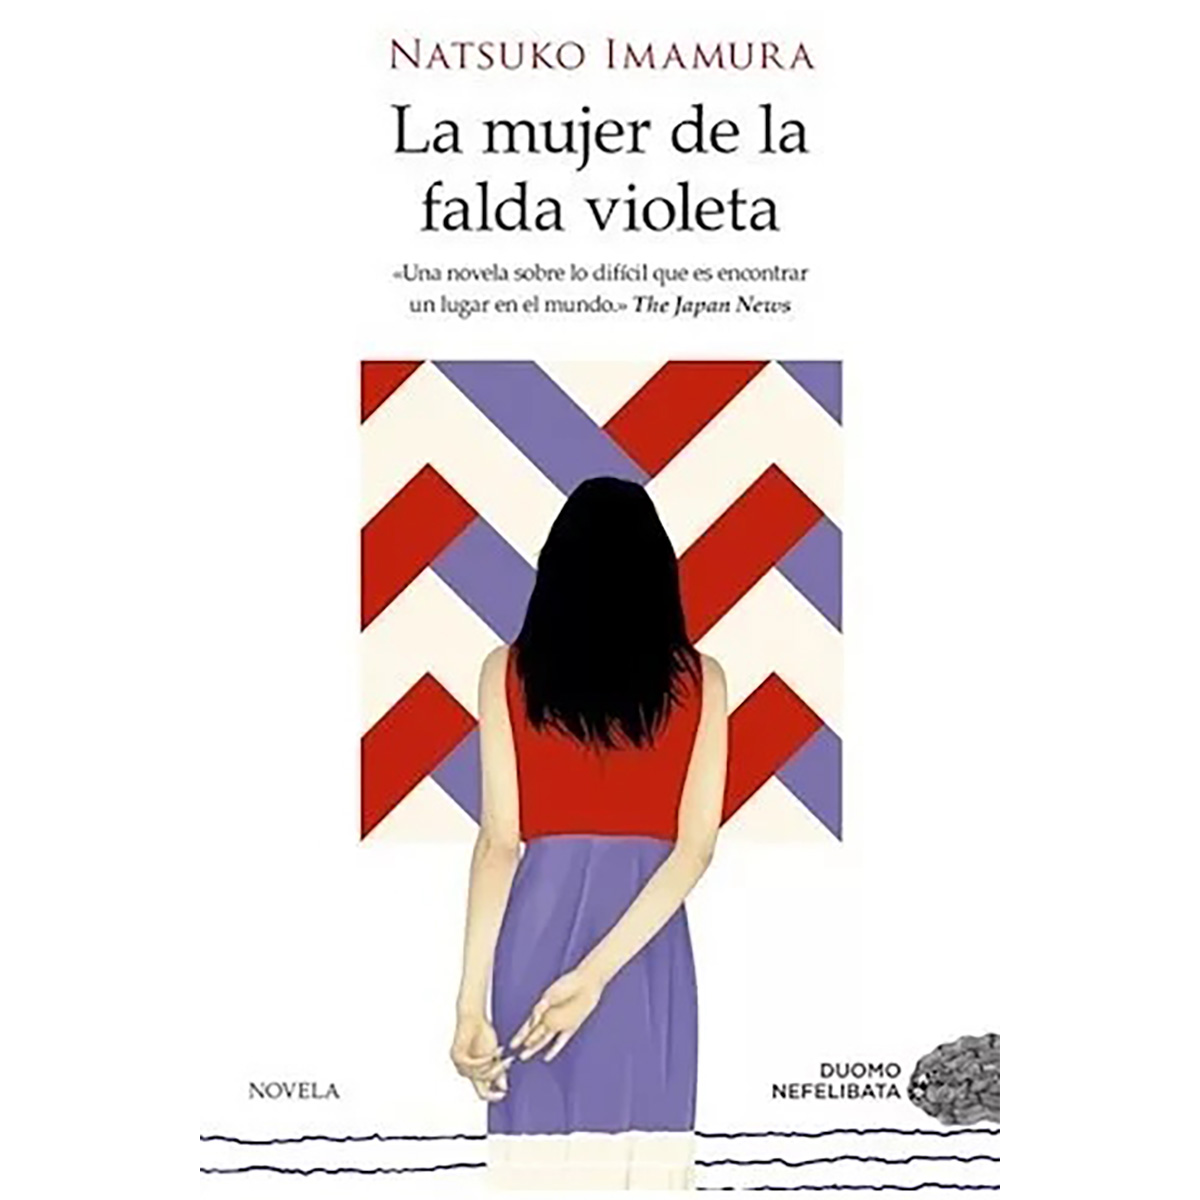 NATSUKO IMAMURA
La mujer de la
falda violeta
«Una novela sobre lo difícil que es encontrar
un lugar en el mundo.» The Japan News
NOVELA
DUOMO
NEFELIBATA